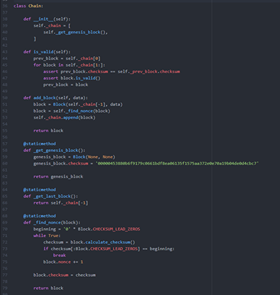 class Chain:
def __init__(self):
self._chain = [
self._get_genesis_block(),
]
def is_valid(self):
prev_block = self._chain[0]
for block in self._chain[1:]:
assert prev_block.checksum == self._prev_block.checksum
assert block.is_valid()
prev_block = block
def add_block(self, data):
block = Block(self._chain[-1], data)
block = self._find_nonce(block)
self._chain.append(block)
return block
@staticmethod
def _get_genesis_block():
genesis_block = Block(None, None)
genesis_block.checksum =
return genesis_block
@staticmethod
def _get_last_block():
return self._chain[-1]
@staticmethod
def _find_nonce(block):
beginning = '0' * Block.CHECKSUM_LEAD_ZEROS
while True:
checksum = block.calculate_checksum()
if checksum[:Block.CHECKSUM_LEAD_ZEROS] == beginning:
break
block.nonce += 1
block.checksum = checksum
return block